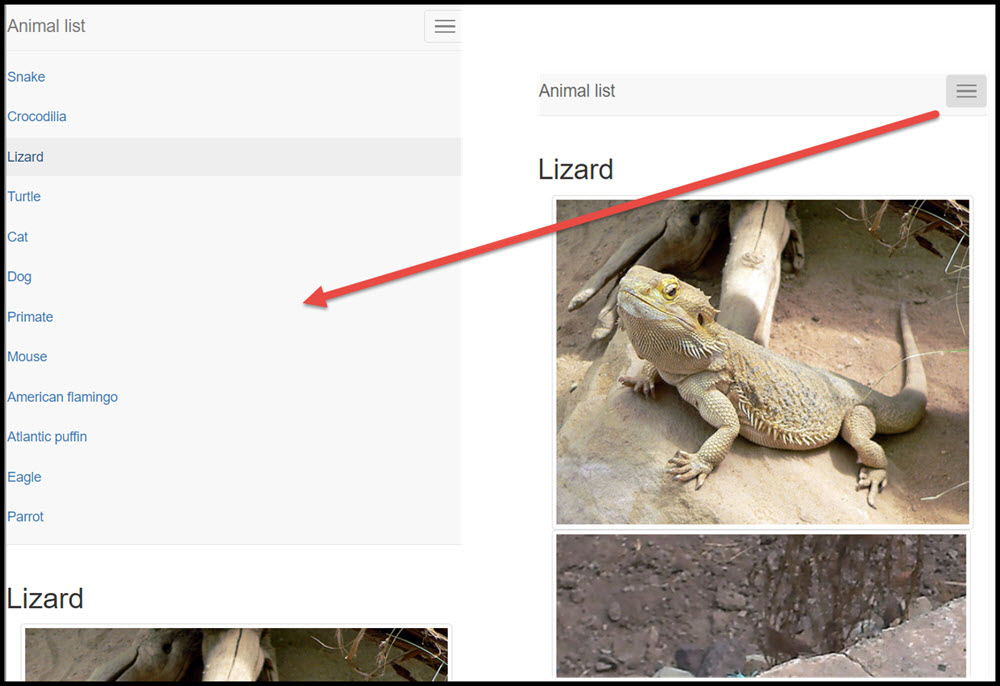 Animal list
Snake
Crocodilia
Lizard
Turtle
Cat
Dog
Primate
Mouse
American flamingo
Atlantic puffin
Eagle
Parrot
Lizard
Animal list
Lizard